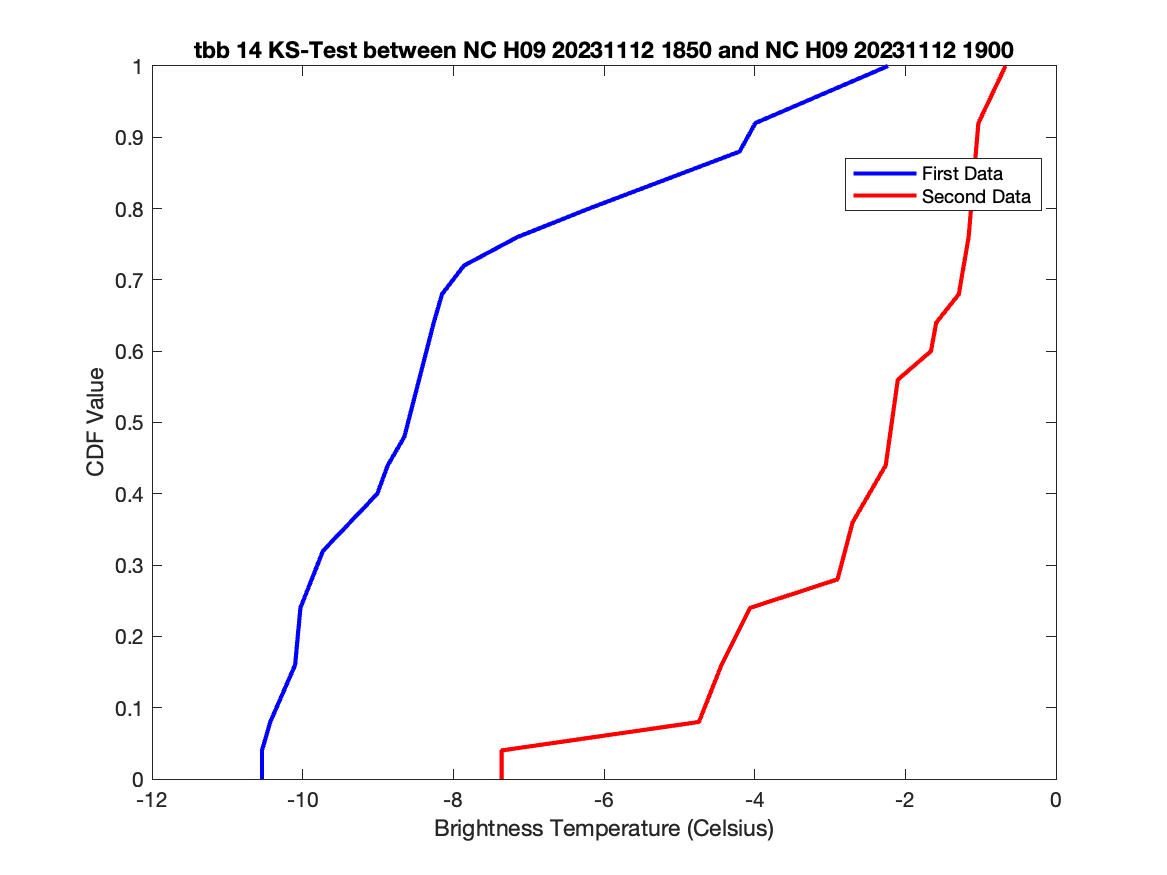 tbb 14 KS-Test between NC H09 20231112 1850 and NC H09 20231112 1900
1
0.9
0.8
0.7
0.6
0.5
0.4
0.3
0.2
0.1
0
CDF Value
First Data
Second Data
-12 -10 -8 -6 -4 -2 0
Brightness Temperature (Celsius)